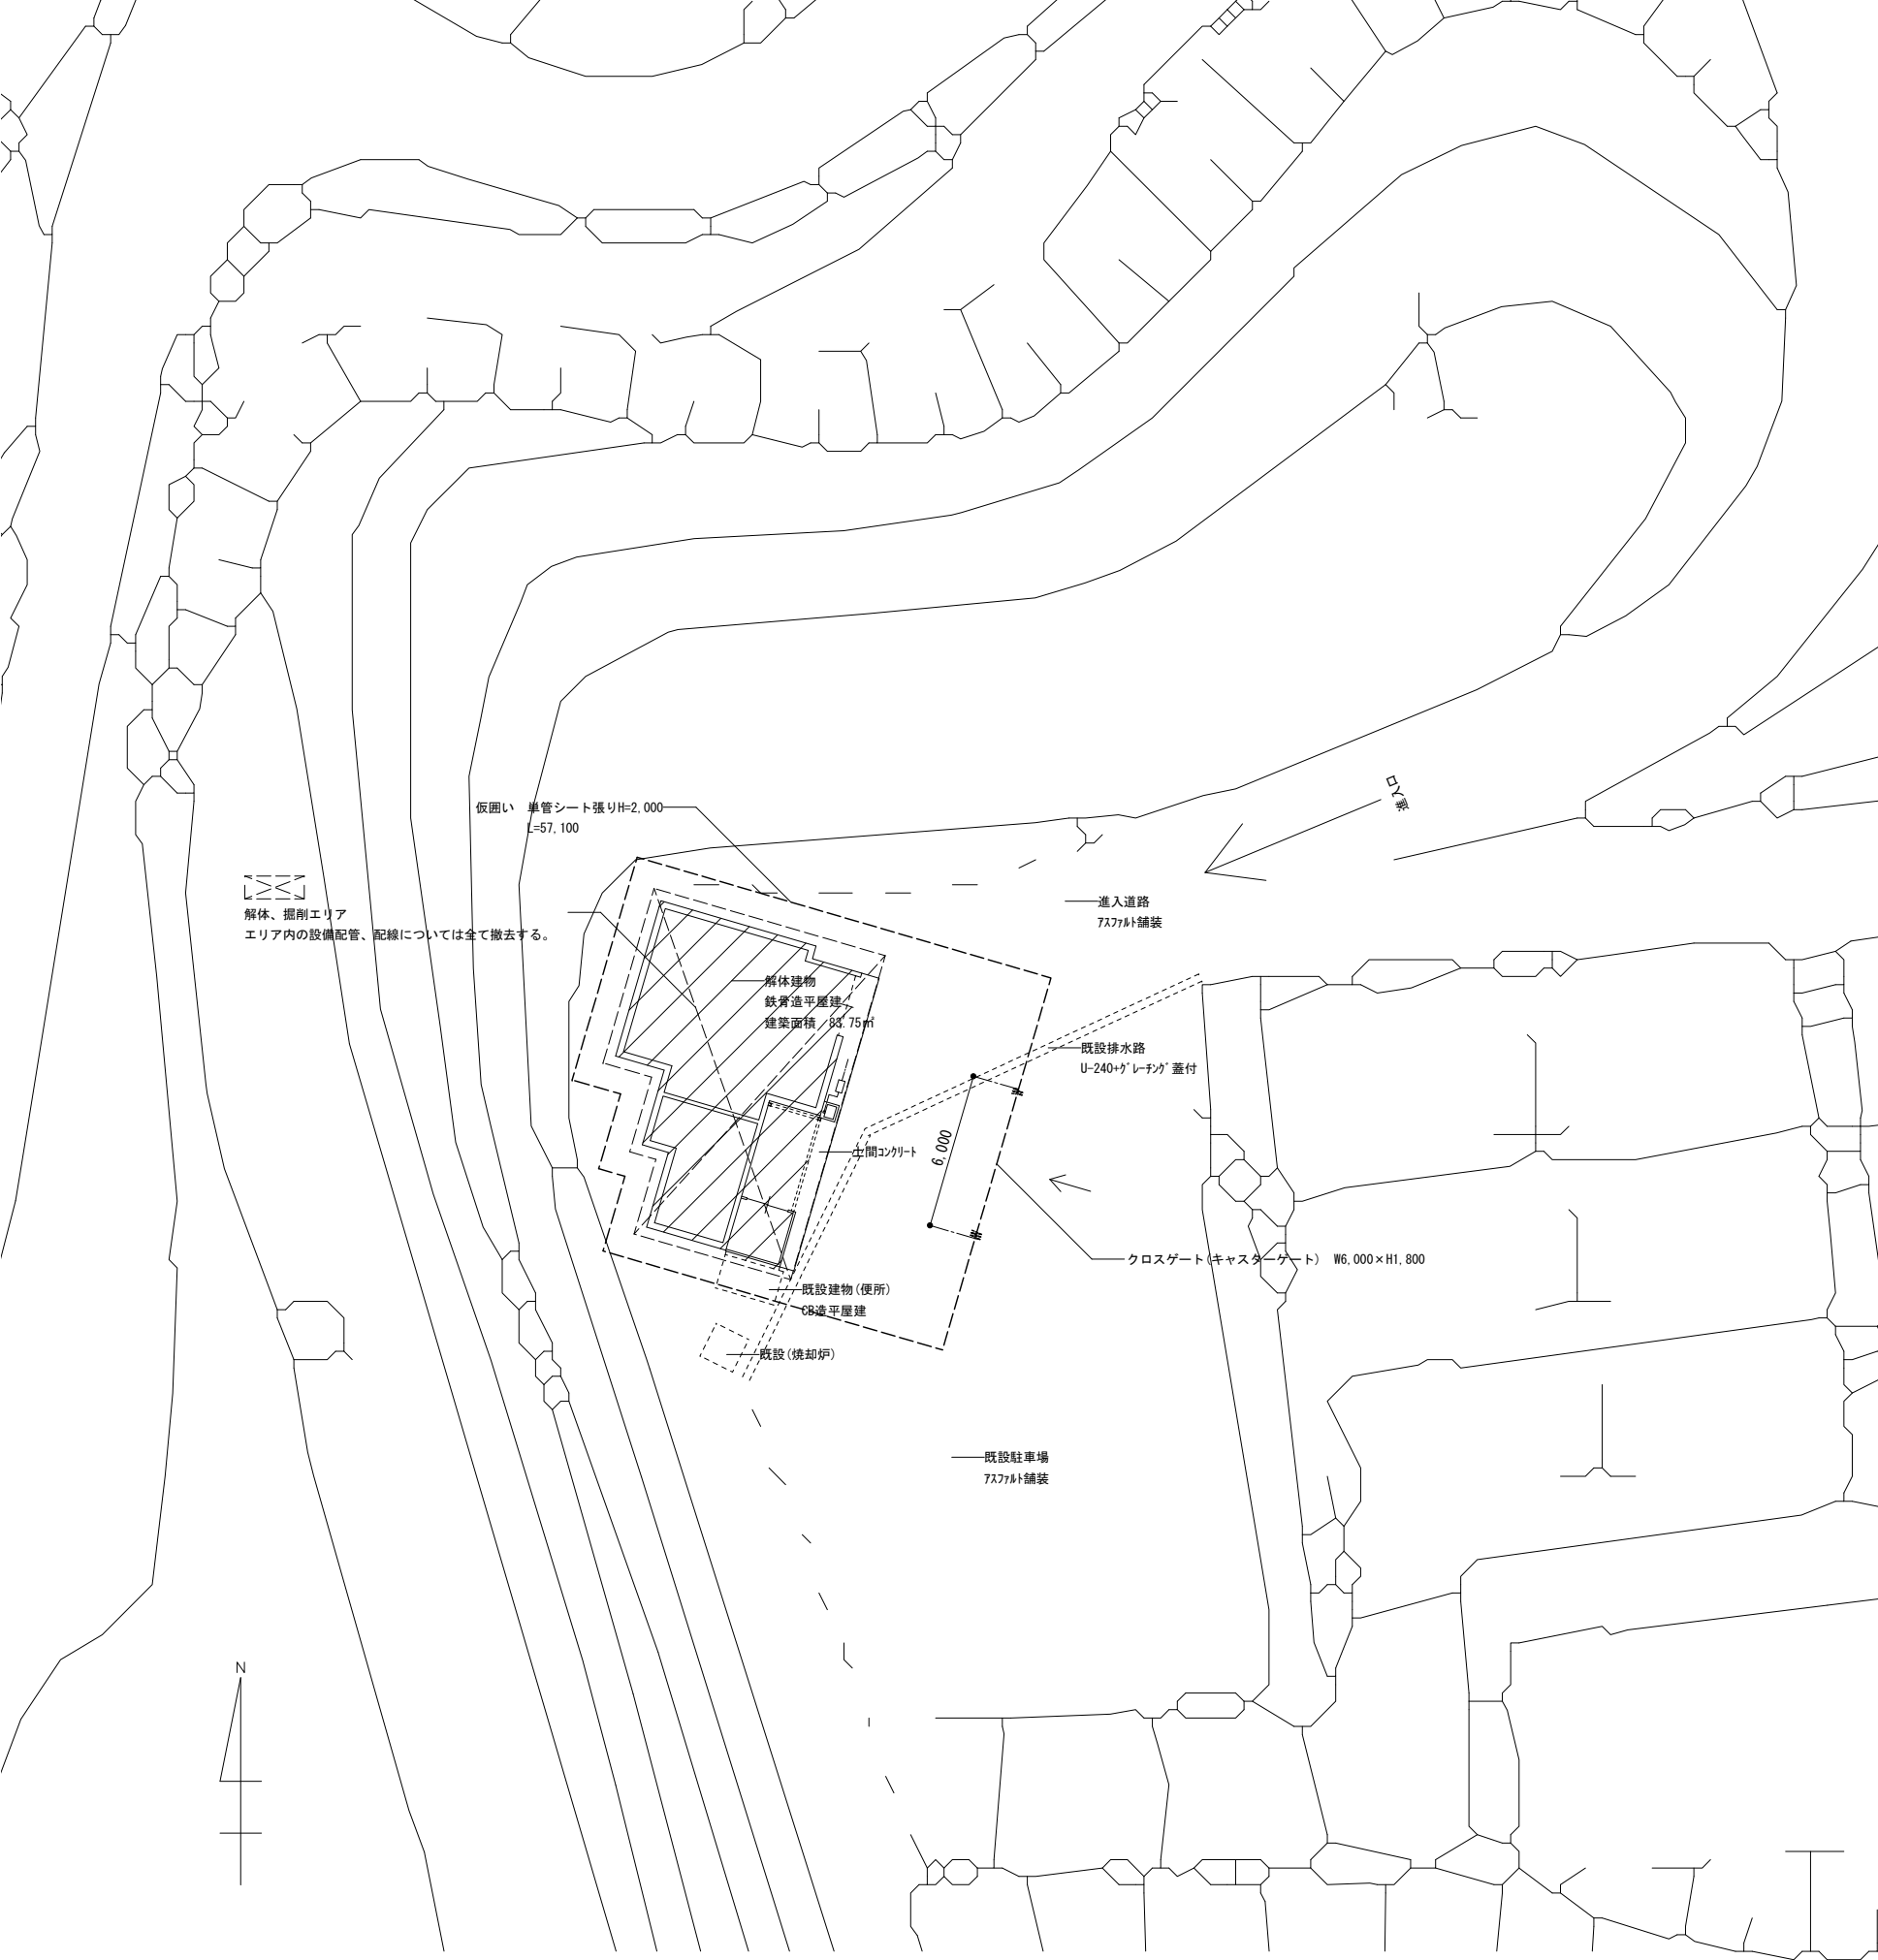 仮囲い　単管シート張りH=2,000
L=57,100
進入口
解体、掘削エリア
エリア内の設備配管、配線については全て撤去する。
進入道路
ｱｽﾌｧﾙﾄ舗装
解体建物
鉄骨造平屋建
建築面積　83.75㎡
既設排水路
U-240+ｸﾞﾚｰﾁﾝｸﾞ蓋付
6,000
土間ｺﾝｸﾘｰﾄ
クロスゲート(キャスターゲート)　W6,000×H1,800
既設建物(便所)
CB造平屋建
既設(焼却炉)
既設駐車場
ｱｽﾌｧﾙﾄ舗装
N